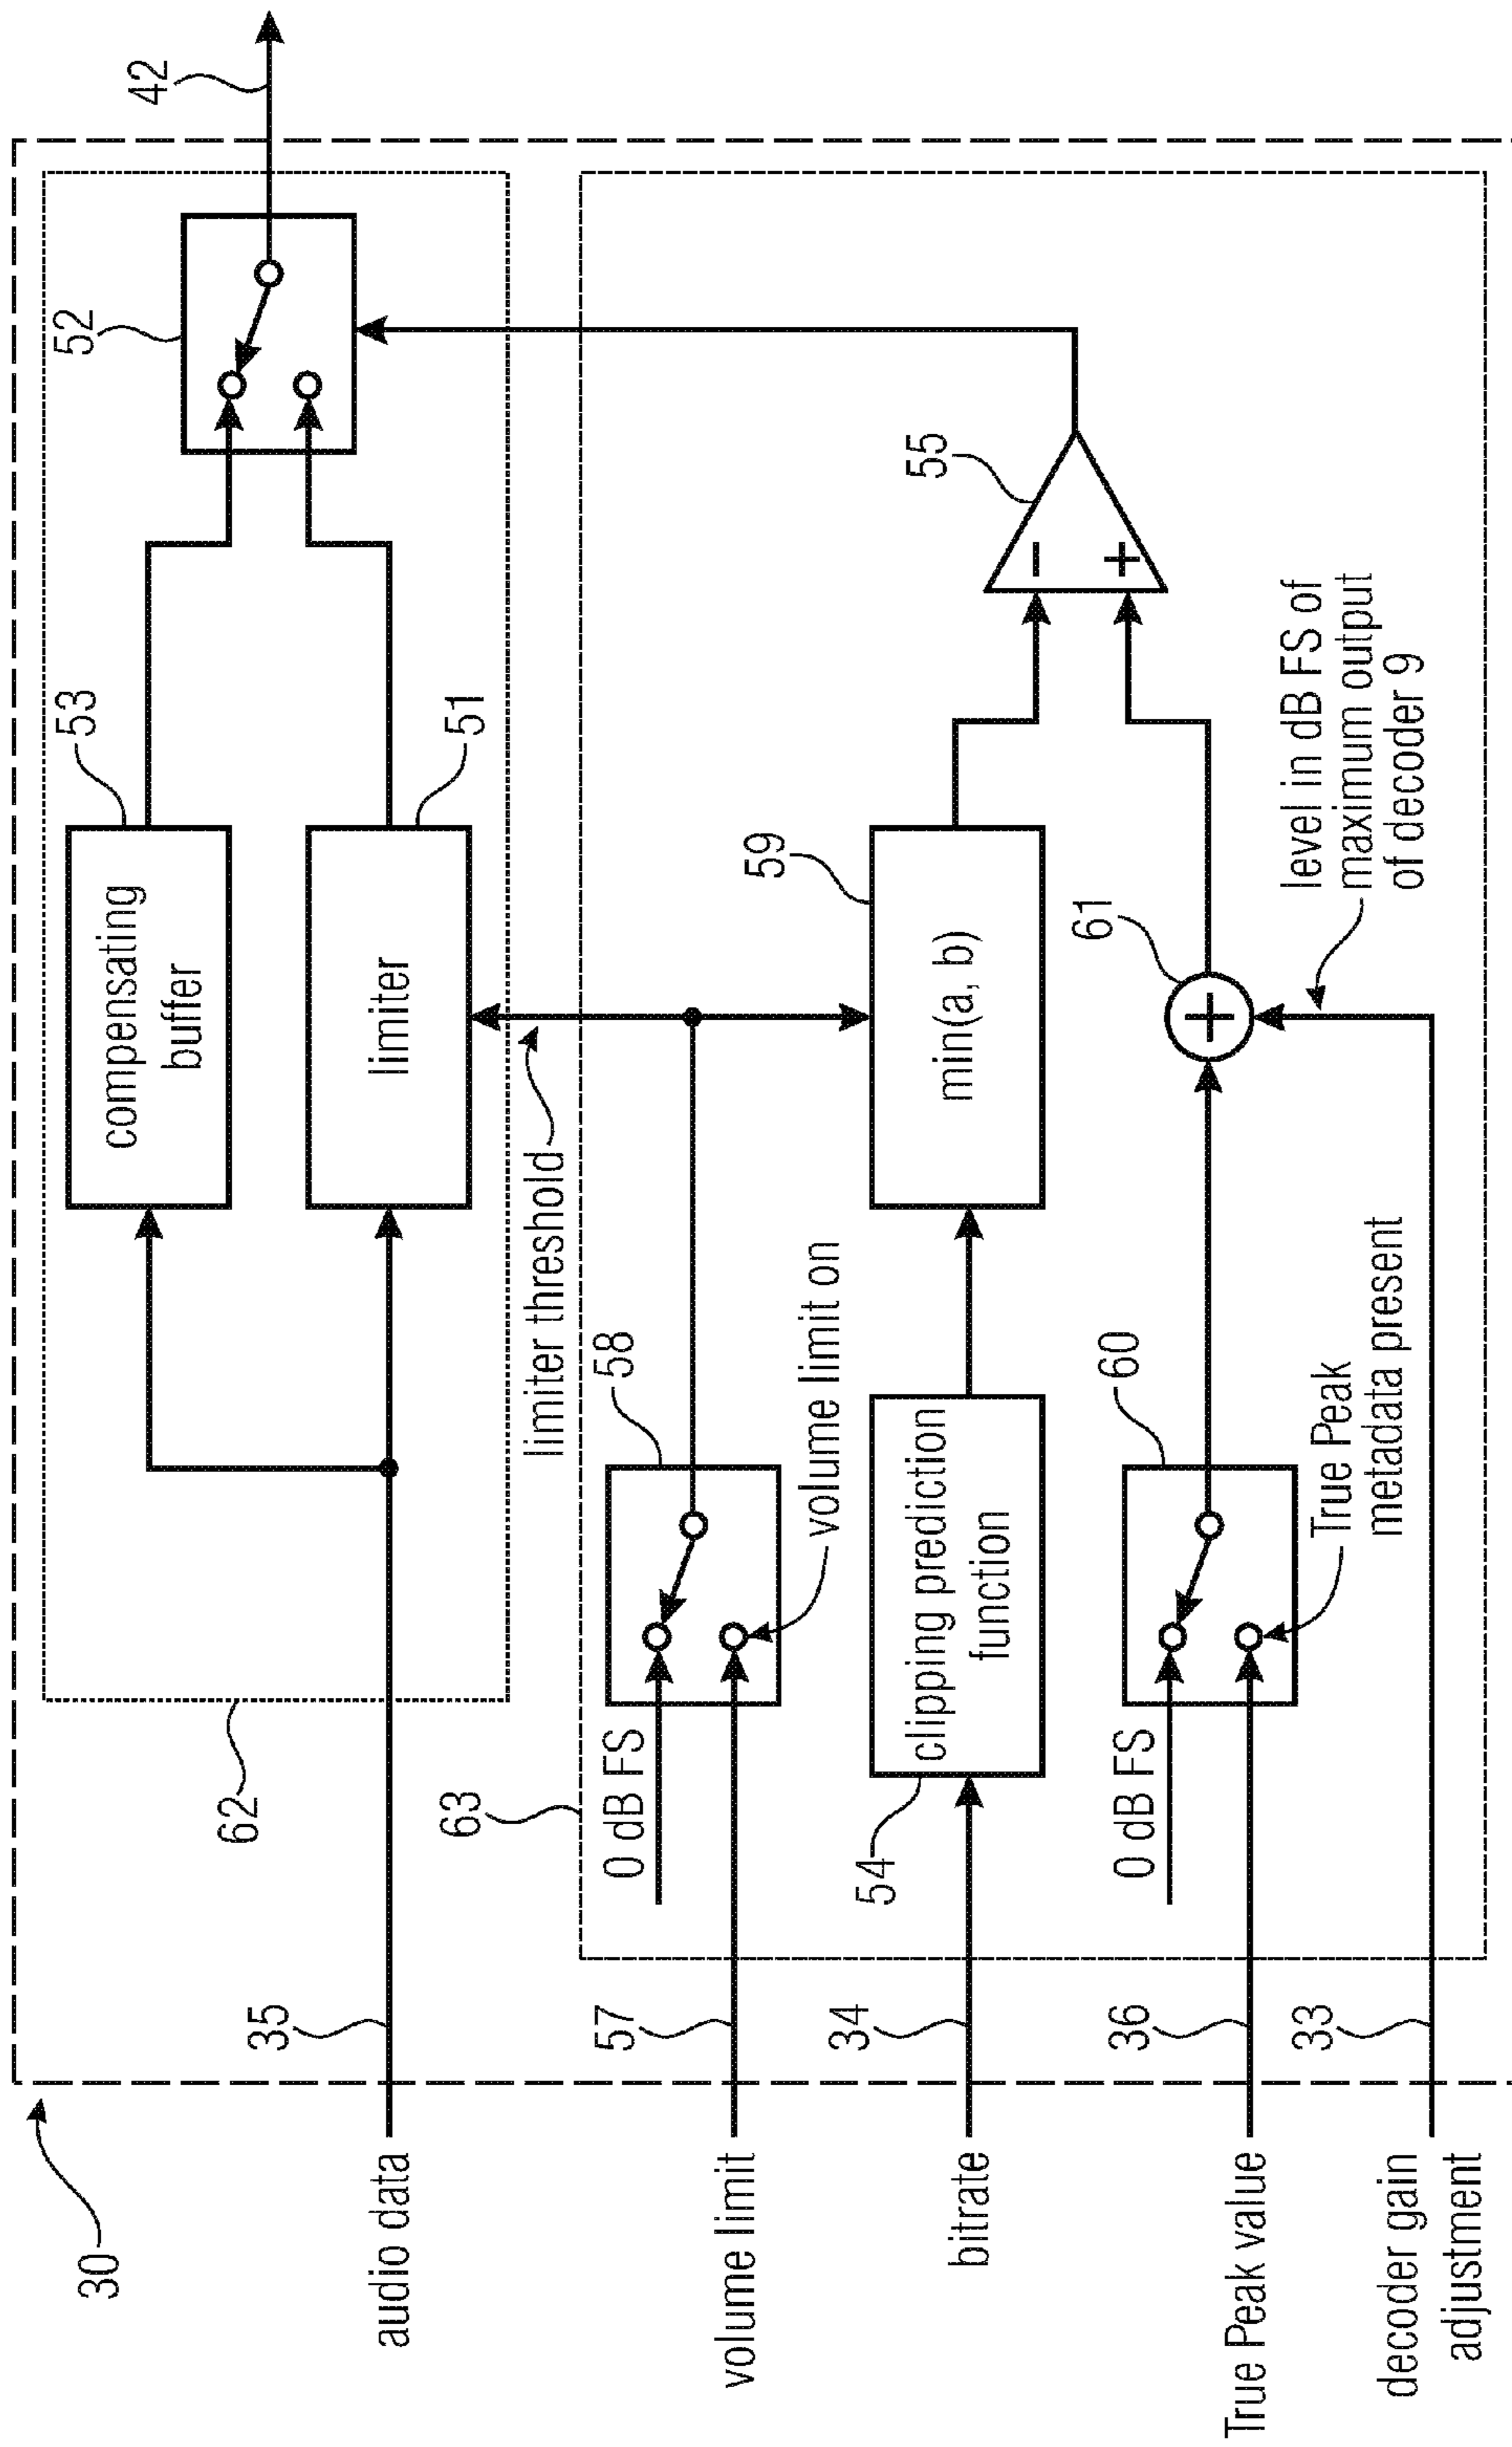 30
42
52
53
compensating
buffer
51
limiter
62
35
audio data
limiter threshold
63
58
0 dB FS
volume limit on
57
volume limit
59
min(a, b)
55
−
+
54
clipping prediction
function
34
bitrate
61
+
level in dB FS of
maximum output
of decoder 9
60
0 dB FS
True Peak
metadata present
36
True Peak value
33
decoder gain
adjustment